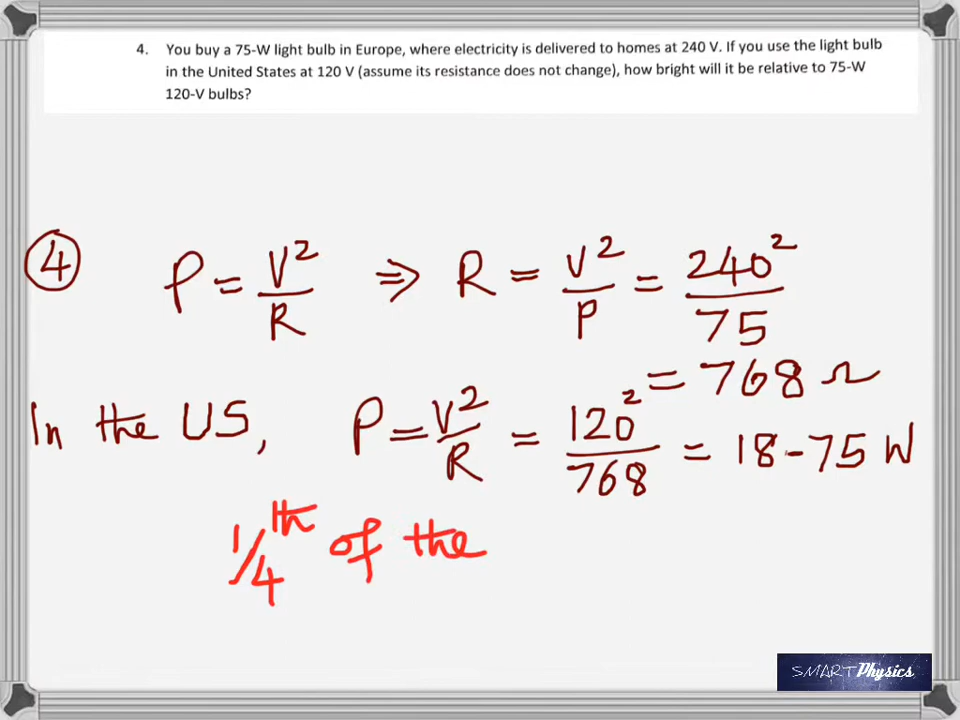 4. You buy a 75-W light bulb in Europe, where electricity is delivered to homes at 240 V. If you use the light bulb
in the United States at 120 V (assume its resistance does not change), how bright will it be relative to 75-W
120-V bulbs?
④ P = V²/R ⇒ R = V²/P = 240²/75
= 768 Ω
In the US, P = V²/R = 120²/768 = 18-75 W
1/4th of the
SMART Physics